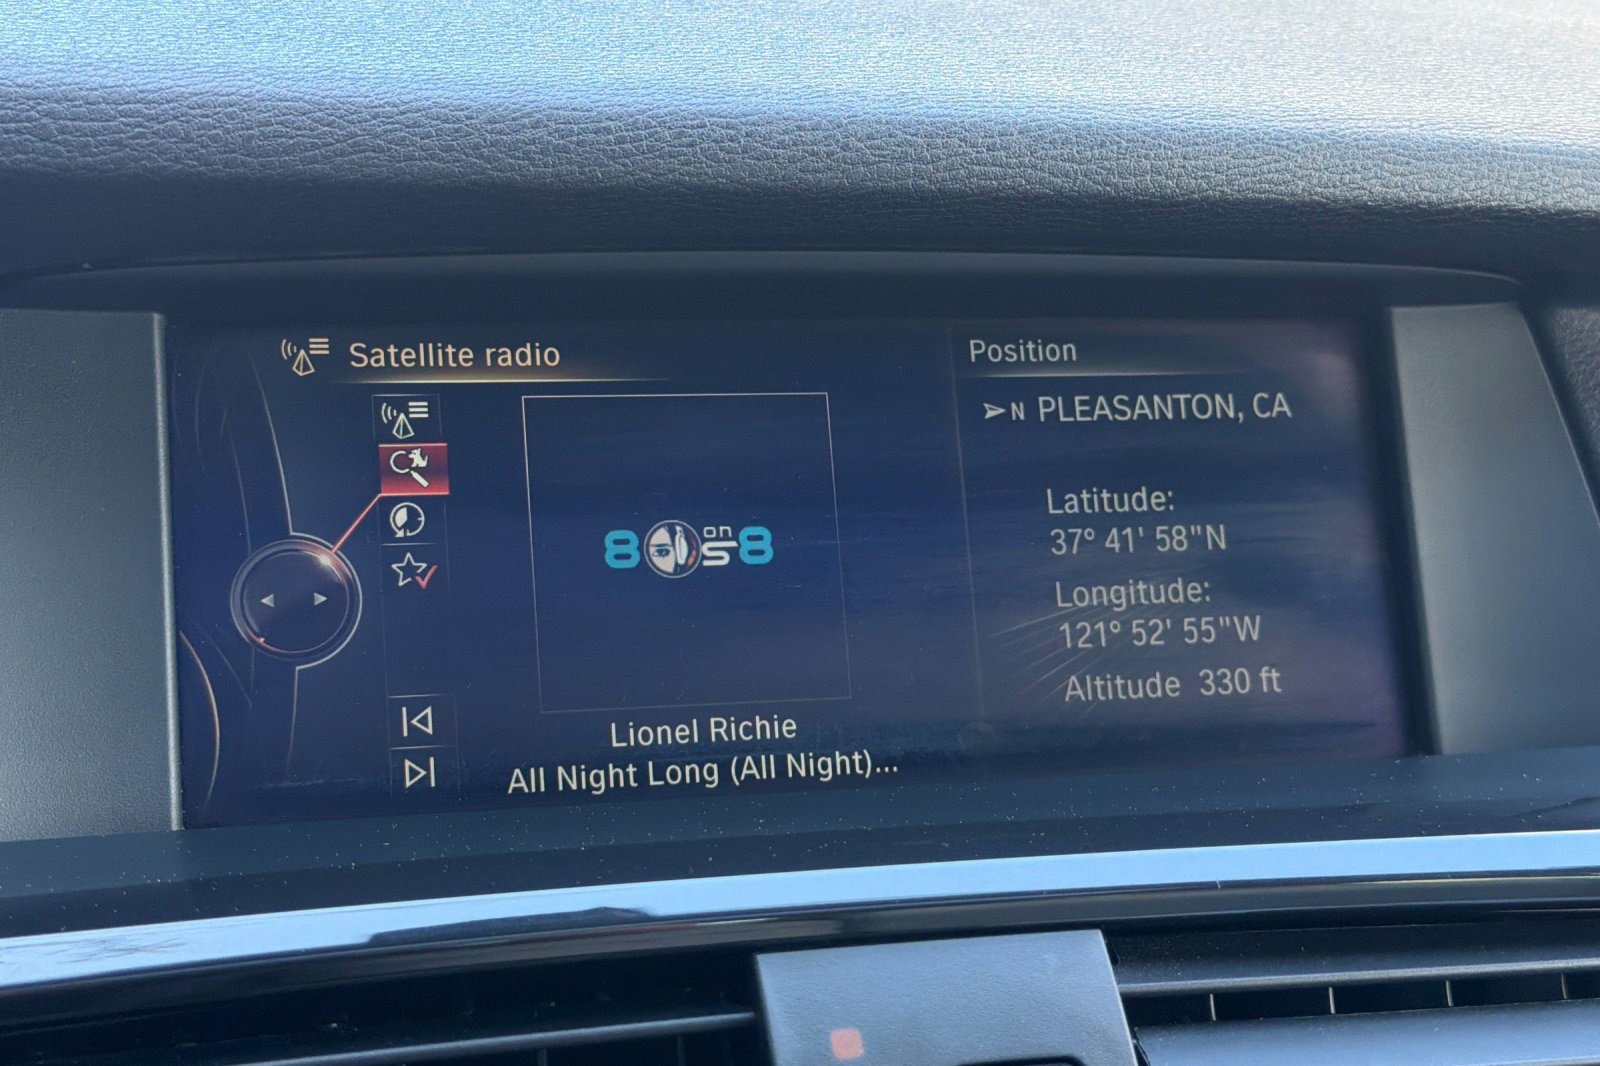 Satellite radio
8 on 8
Lionel Richie
All Night Long (All Night)...
Position
N PLEASANTON, CA
Latitude:
37° 41' 58"N
Longitude:
121° 52' 55"W
Altitude 330 ft